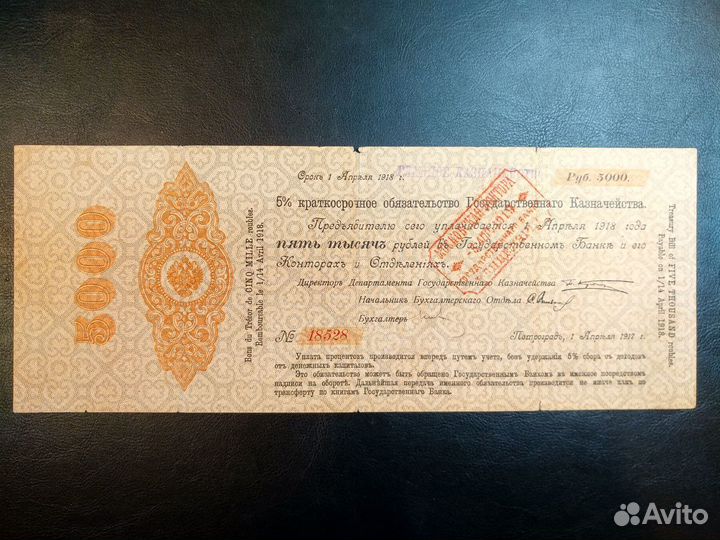 5000
Bon du Trésor de CINQ MILLE roubles.
Remboursable le 1/14 Avril 1918.
Срокъ 1 Апрѣля 1918 г.
Руб. 5000.
5% краткосрочное обязательство Государственнаго Казначейства.
Предъявителю сего уплачивается 1 Апрѣля 1918 года
пять тысячъ рублей въ Государственномъ Банкѣ и его
Конторахъ и Отдѣленіяхъ.
Директоръ Департамента Государственнаго Казначейства
Начальникъ Бухгалтерскаго Отдѣла
Бухгалтеръ
№ 18528
Петроградъ, 1 Апрѣля 1917 г.
Уплата процентовъ производится впередъ путемъ учета, безъ удержанія 5% сбора съ доходовъ
отъ денежныхъ капиталовъ.
Это обязательство можетъ быть обращено Государственнымъ Банкомъ въ именное посредствомъ
надписи на оборотѣ. Дальнѣйшая передача именного обязательства производится не иначе какъ по
трансферту по книгамъ Государственнаго Банка.
Treasury Bill of FIVE THOUSAND roubles.
Payable on 1/14 April 1918.
КОНТОРА
Avito